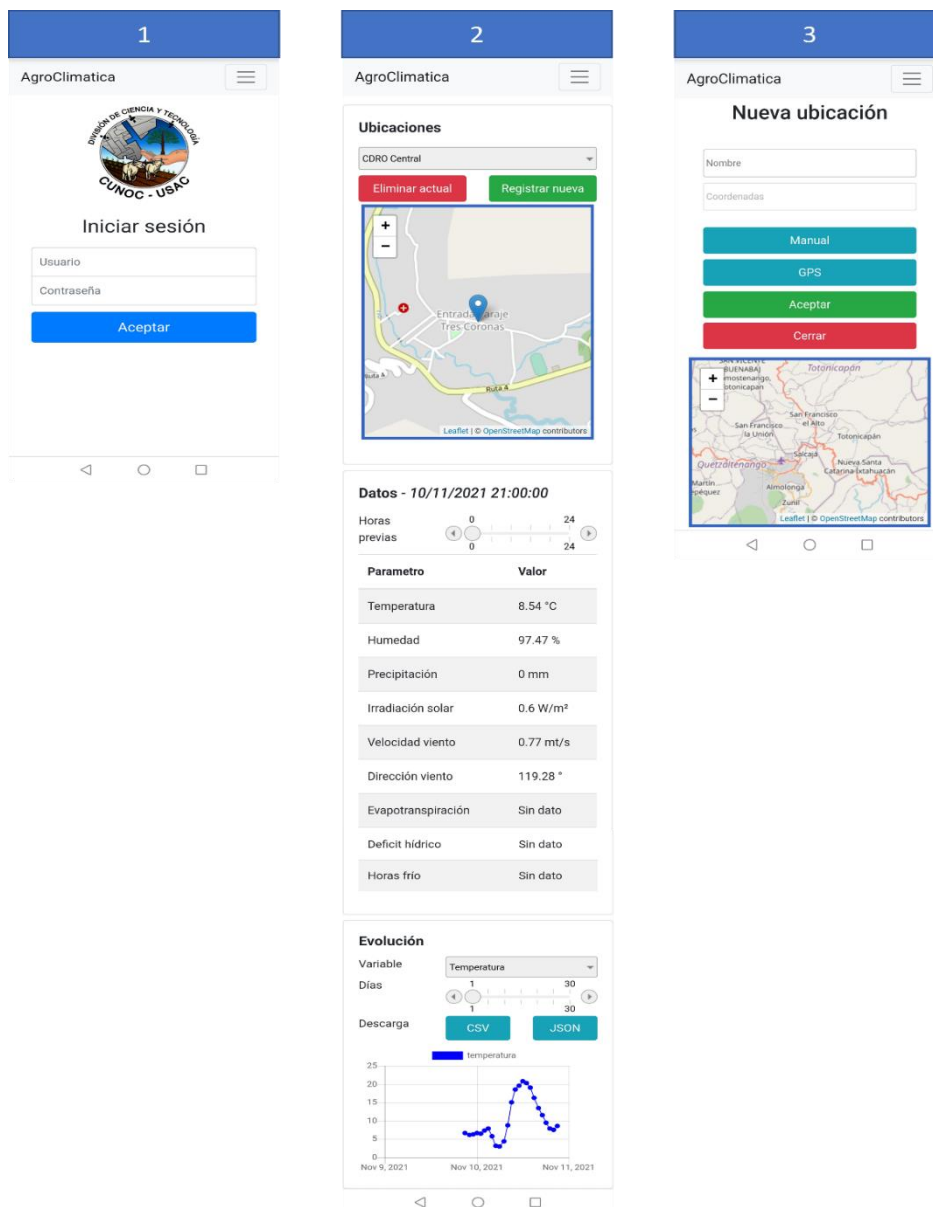 1
AgroClimatica
DIVISIÓN DE CIENCIA Y TECNOLOGÍA
CUNOC - USAC
Iniciar sesión
Usuario
Contraseña
Aceptar
2
AgroClimatica
Ubicaciones
CDRO Central
Eliminar actual
Registrar nueva
+
−
Entrada Paraje
Tres Coronas
Ruta 4
Leaflet | © OpenStreetMap contributors
Datos - 10/11/2021 21:00:00
Horas previas
0 24
0 24
Parametro Valor
Temperatura 8.54 °C
Humedad 97.47 %
Precipitación 0 mm
Irradiación solar 0.6 W/m²
Velocidad viento 0.77 mt/s
Dirección viento 119.28 °
Evapotranspiración Sin dato
Deficit hídrico Sin dato
Horas frío Sin dato
Evolución
Variable Temperatura
Días
1 30
1 30
Descarga CSV JSON
temperatura
25
20
15
10
5
0
Nov 9, 2021 Nov 10, 2021 Nov 11, 2021
3
AgroClimatica
Nueva ubicación
Nombre
Coordenadas
Manual
GPS
Aceptar
Cerrar
+
−
BUENABAJ
Totonicapán
San Francisco
el Alto
San Francisco
la Unión
Totonicapán
Salcajá
Quetzaltenango
Nueva Santa
Catarina Ixtahuacán
Almolonga
Zunil
Leaflet | © OpenStreetMap contributors